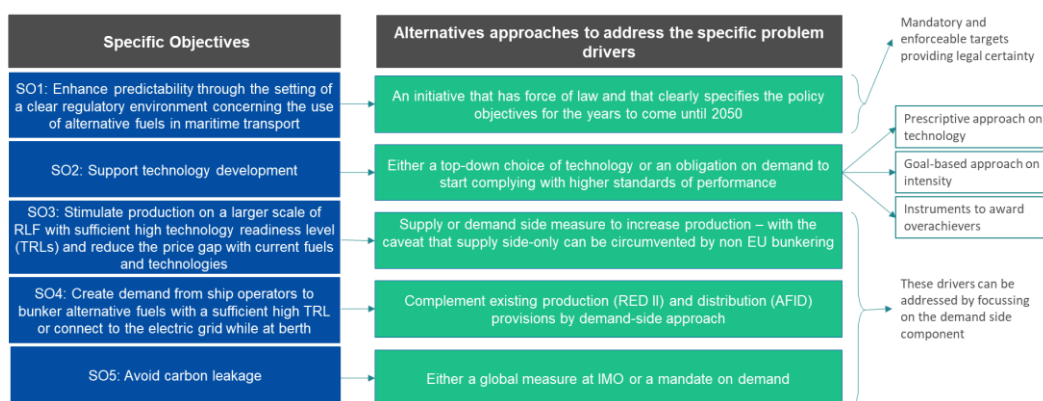 Specific Objectives
Alternatives approaches to address the specific problem
drivers
Mandatory and
enforceable targets
providing legal certainty
SO1: Enhance predictability through the setting of
a clear regulatory environment concerning the use
of alternative fuels in maritime transport
An initiative that has force of law and that clearly specifies the policy
objectives for the years to come until 2050
SO2: Support technology development
Either a top-down choice of technology or an obligation on demand to
start complying with higher standards of performance
Prescriptive approach on
technology
Goal-based approach on
intensity
Instruments to award
overachievers
SO3: Stimulate production on a larger scale of
RLF with sufficient high technology readiness level
(TRLs) and reduce the price gap with current fuels
and technologies
Supply or demand side measure to increase production – with
the caveat that supply side-only can be circumvented by non EU bunkering
SO4: Create demand from ship operators to
bunker alternative fuels with a sufficient high TRL
or connect to the electric grid while at berth
Complement existing production (RED II) and distribution (AFID)
provisions by demand-side approach
These drivers can be
addressed by focussing
on the demand side
component
SO5: Avoid carbon leakage
Either a global measure at IMO or a mandate on demand